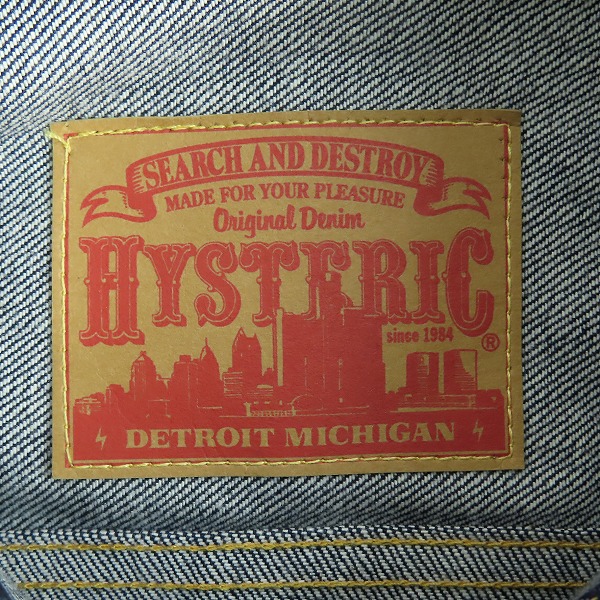 SEARCH AND DESTROY
MADE FOR YOUR PLEASURE
Original Denim
HYSTERIC
since 1984
®
DETROIT MICHIGAN